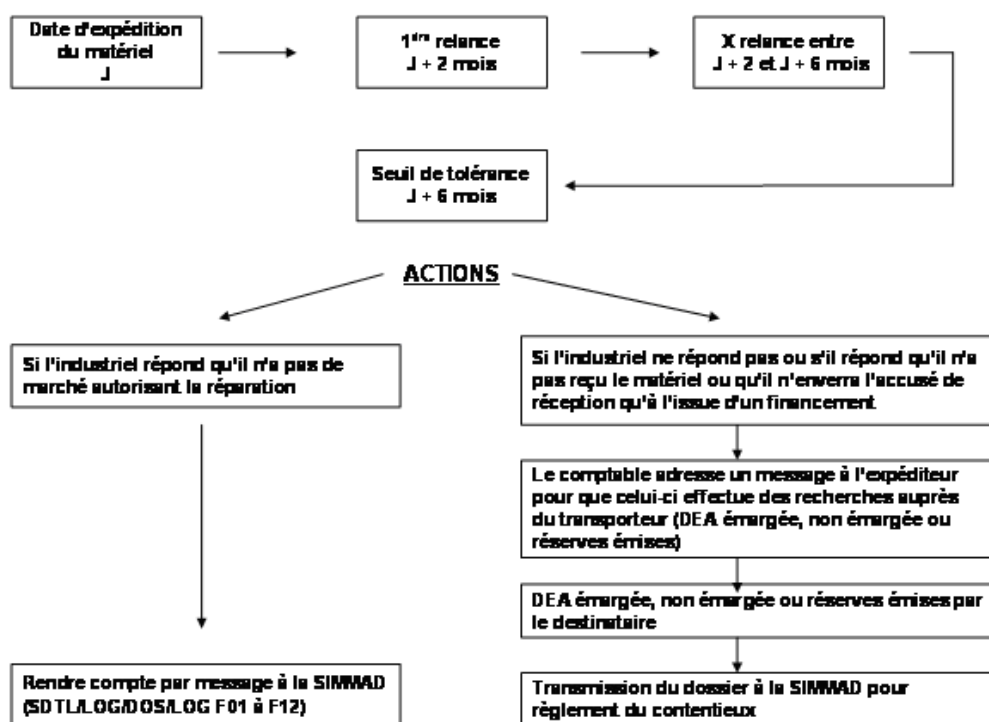 Date d'expédition
du matériel
J
1ère relance
J + 2 mois
X relance entre
J + 2 et J + 6 mois
Seuil de tolérance
J + 6 mois
ACTIONS
Si l'industriel répond qu'il n'a pas de
marché autorisant la réparation
Rendre compte par message à la SIMMAD
(SDTL/LOG/DOS/LOG F01 à F12)
Si l'industriel ne répond pas ou s'il répond qu'il n'a
pas reçu le matériel ou qu'il n'enverra l'accusé de
réception qu'à l'issue d'un financement
Le comptable adresse un message à l'expéditeur
pour que celui-ci effectue des recherches auprès
du transporteur (DEA émargée, non émargée ou
réserves émises)
DEA émargée, non émargée ou réserves émises par
le destinataire
Transmission du dossier à la SIMMAD pour
règlement du contentieux